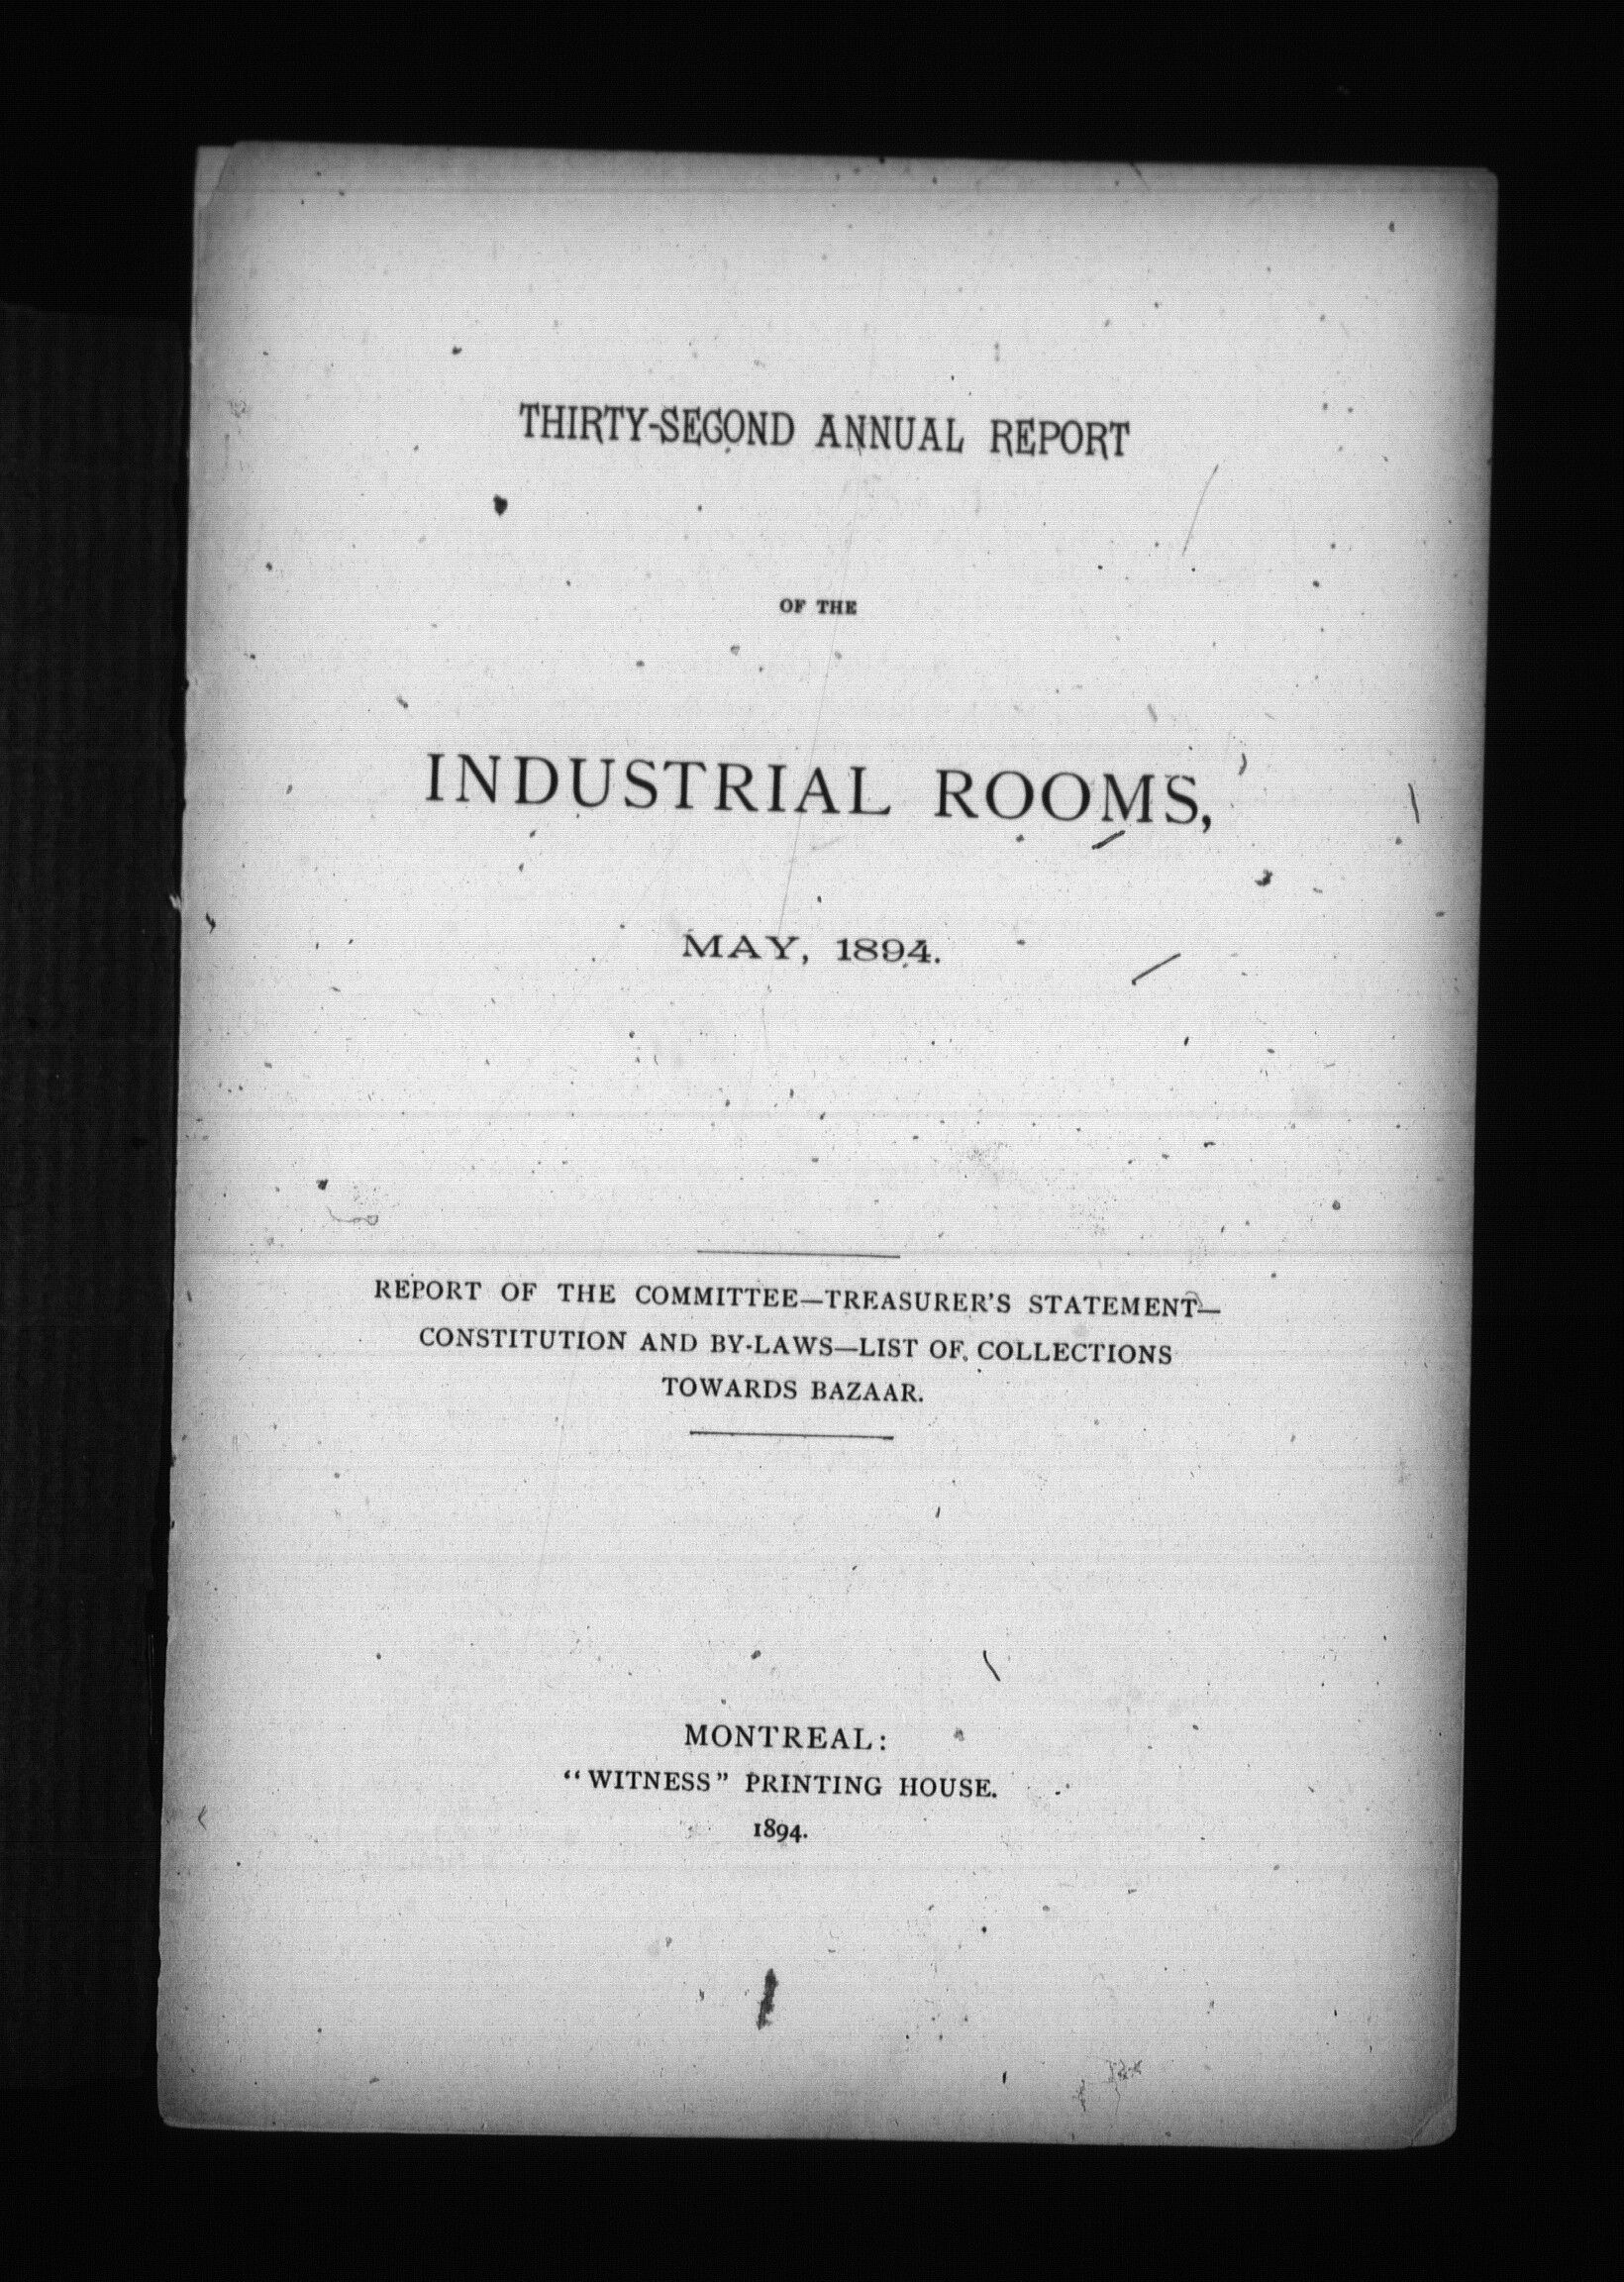 THIRTY-SECOND ANNUAL REPORT
OF THE
INDUSTRIAL ROOMS,
MAY, 1894.
REPORT OF THE COMMITTEE—TREASURER'S STATEMENT—
CONSTITUTION AND BY-LAWS—LIST OF COLLECTIONS
TOWARDS BAZAAR.
MONTREAL:
"WITNESS" PRINTING HOUSE.
1894.